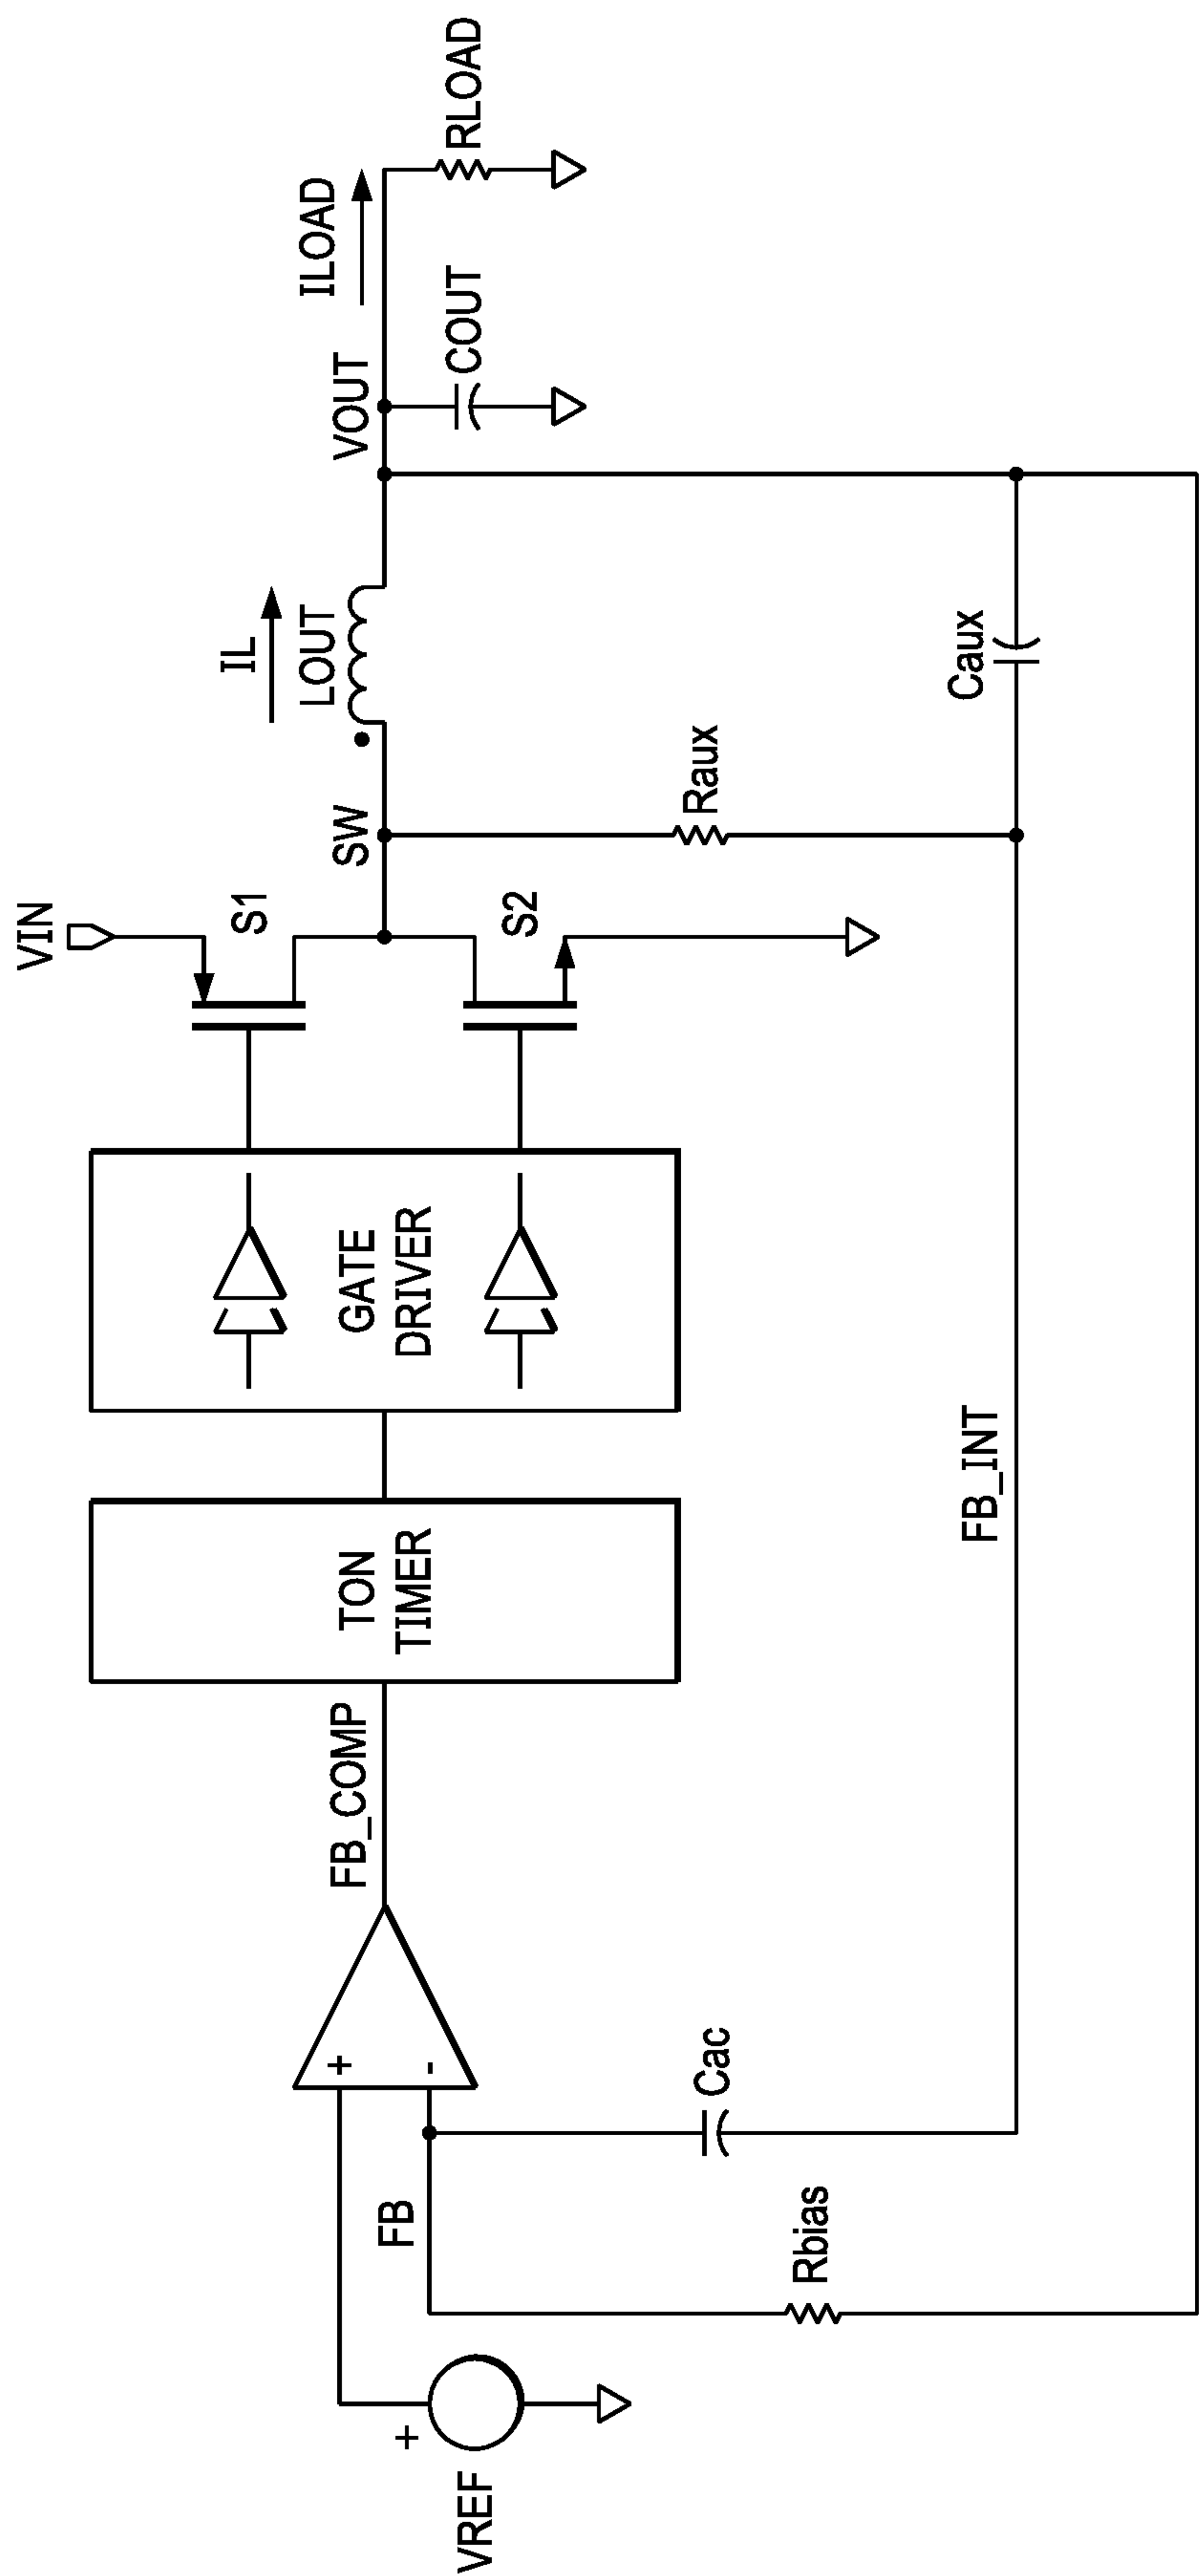 VREF
+
FB
Rbias
Cac
+
-
FB_COMP
TON
TIMER
GATE
DRIVER
FB_INT
VIN
S1
S2
SW
Raux
IL
LOUT
Caux
VOUT
COUT
ILOAD
RLOAD